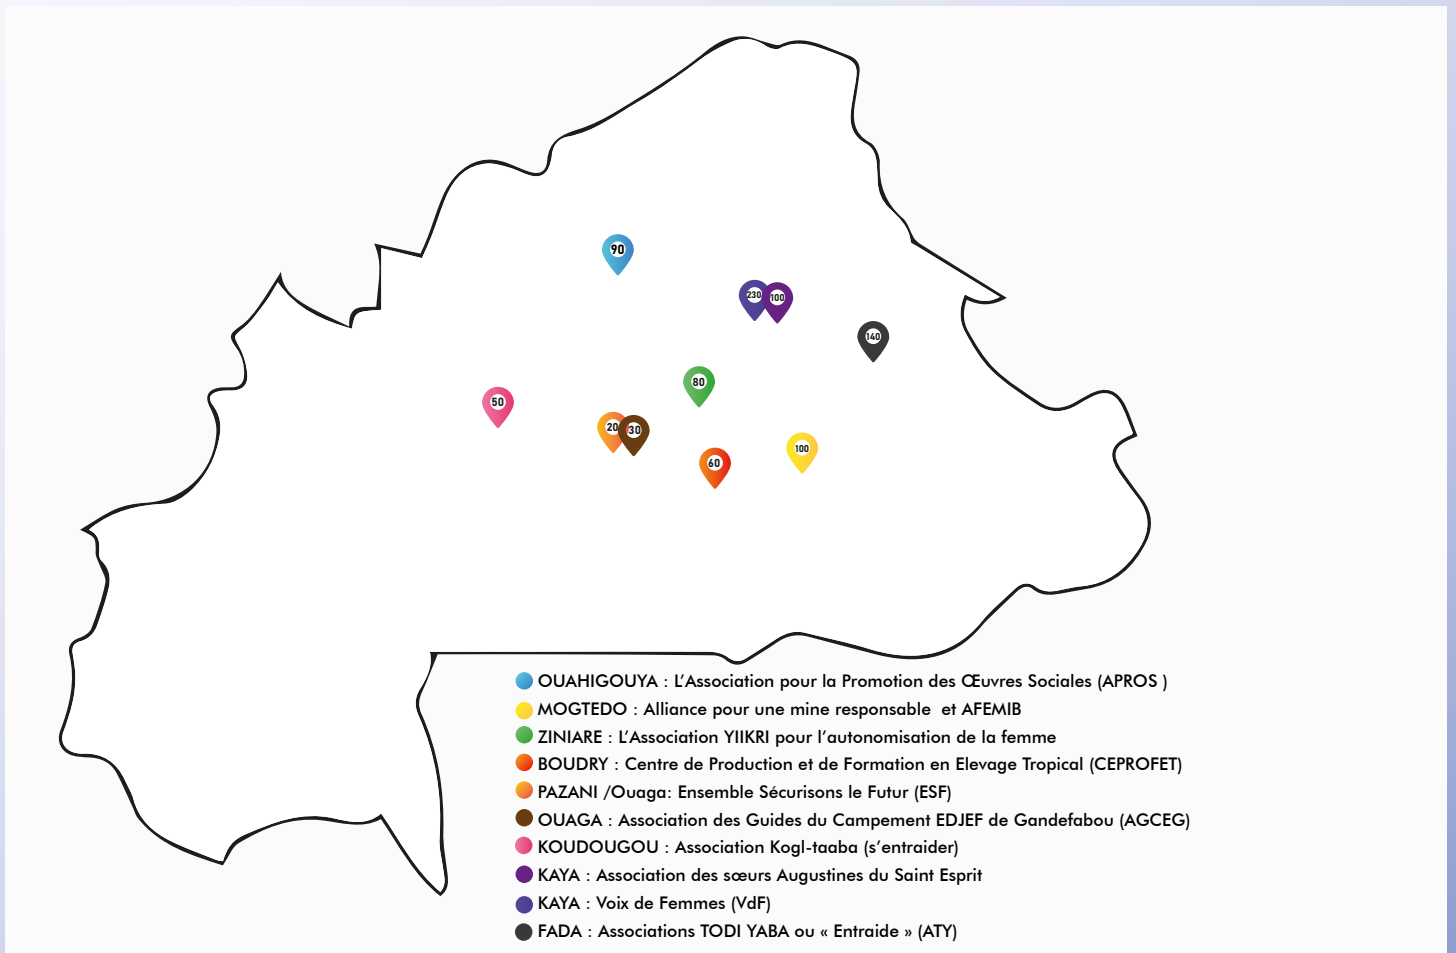 90
230
100
140
80
50
20
30
100
60
OUAHIGOUYA : L’Association pour la Promotion des Œuvres Sociales (APROS )
MOGTEDO : Alliance pour une mine responsable  et AFEMIB
ZINIARE : L’Association YIIKRI pour l’autonomisation de la femme
BOUDRY : Centre de Production et de Formation en Elevage Tropical (CEPROFET)
PAZANI /Ouaga: Ensemble Sécurisons le Futur (ESF)
OUAGA : Association des Guides du Campement EDJEF de Gandefabou (AGCEG)
KOUDOUGOU : Association Kogl-taaba (s’entraider)
KAYA : Association des sœurs Augustines du Saint Esprit
KAYA : Voix de Femmes (VdF)
FADA : Associations TODI YABA ou « Entraide » (ATY)